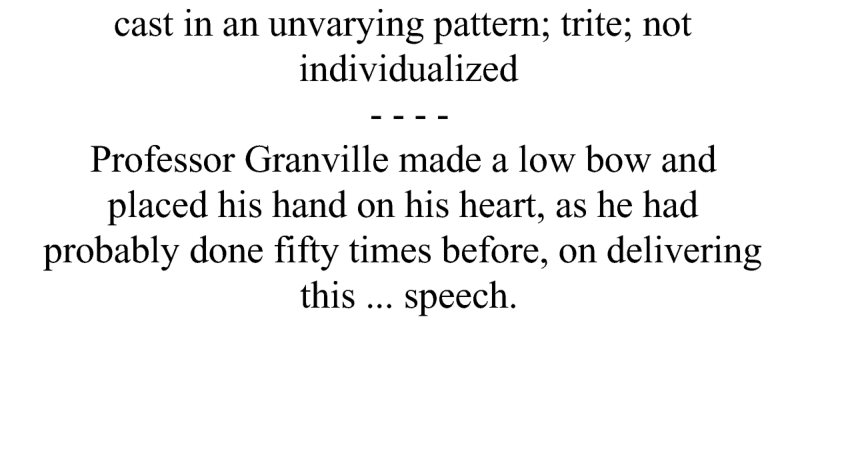 cast in an unvarying pattern; trite; not
individualized
- - - -
Professor Granville made a low bow and
placed his hand on his heart, as he had
probably done fifty times before, on delivering
this ... speech.